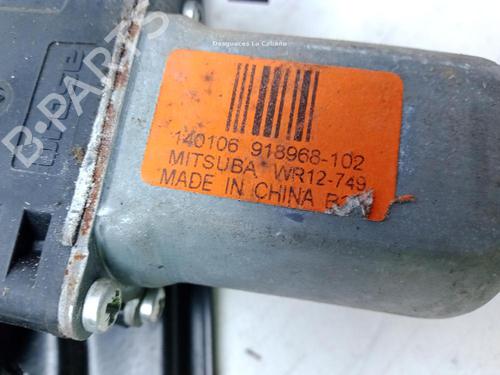 Desguaces La Cabaña
B-PARTS
140106 918968-102
MITSUBA WR12-749
MADE IN CHINA